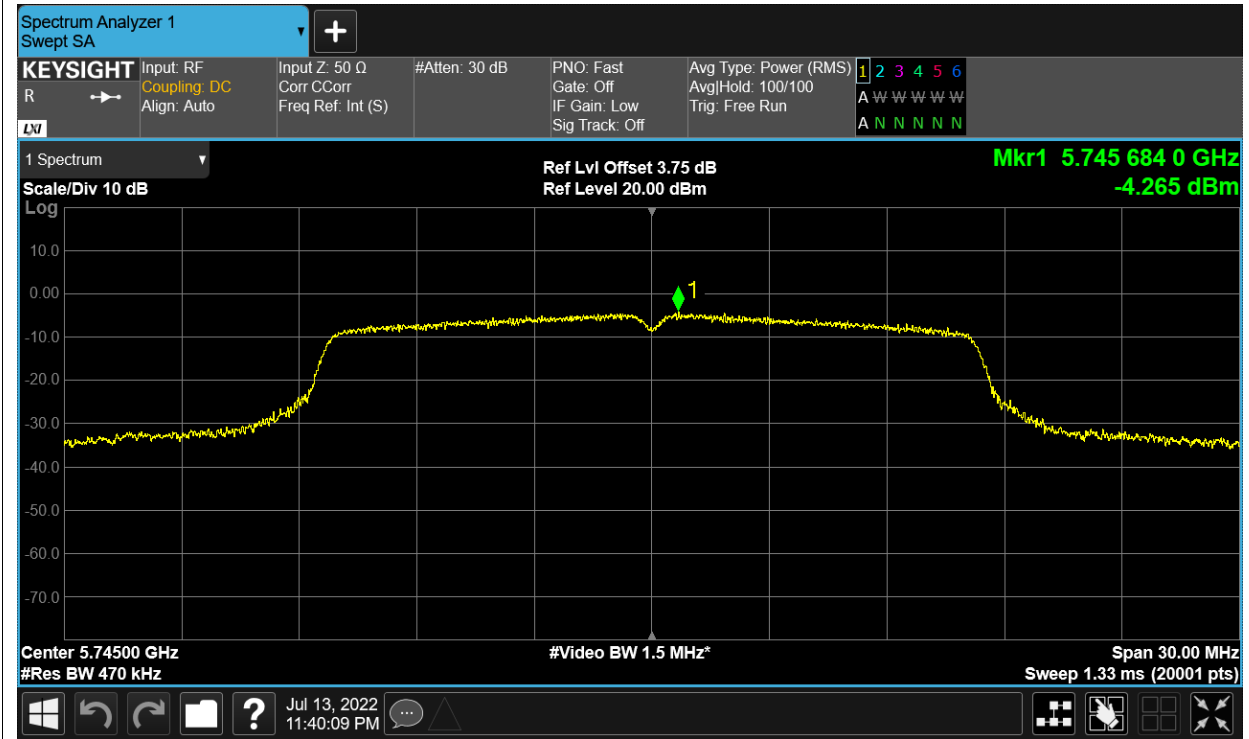 Spectrum Analyzer 1
Swept SA
+
KEYSIGHT
R
LXI
Input: RF
Coupling: DC
Align: Auto
Input Z: 50 Ω
Corr CCorr
Freq Ref: Int (S)
#Atten: 30 dB
PNO: Fast
Gate: Off
IF Gain: Low
Sig Track: Off
Avg Type: Power (RMS)
Avg|Hold: 100/100
Trig: Free Run
1 2 3 4 5 6
A W W W W W
A N N N N N
1 Spectrum
Scale/Div 10 dB
Log
Ref Lvl Offset 3.75 dB
Ref Level 20.00 dBm
Mkr1 5.745 684 0 GHz
-4.265 dBm
10.0
0.00
-10.0
-20.0
-30.0
-40.0
-50.0
-60.0
-70.0
1
Center 5.74500 GHz
#Res BW 470 kHz
#Video BW 1.5 MHz*
Span 30.00 MHz
Sweep 1.33 ms (20001 pts)
?
Jul 13, 2022
11:40:09 PM